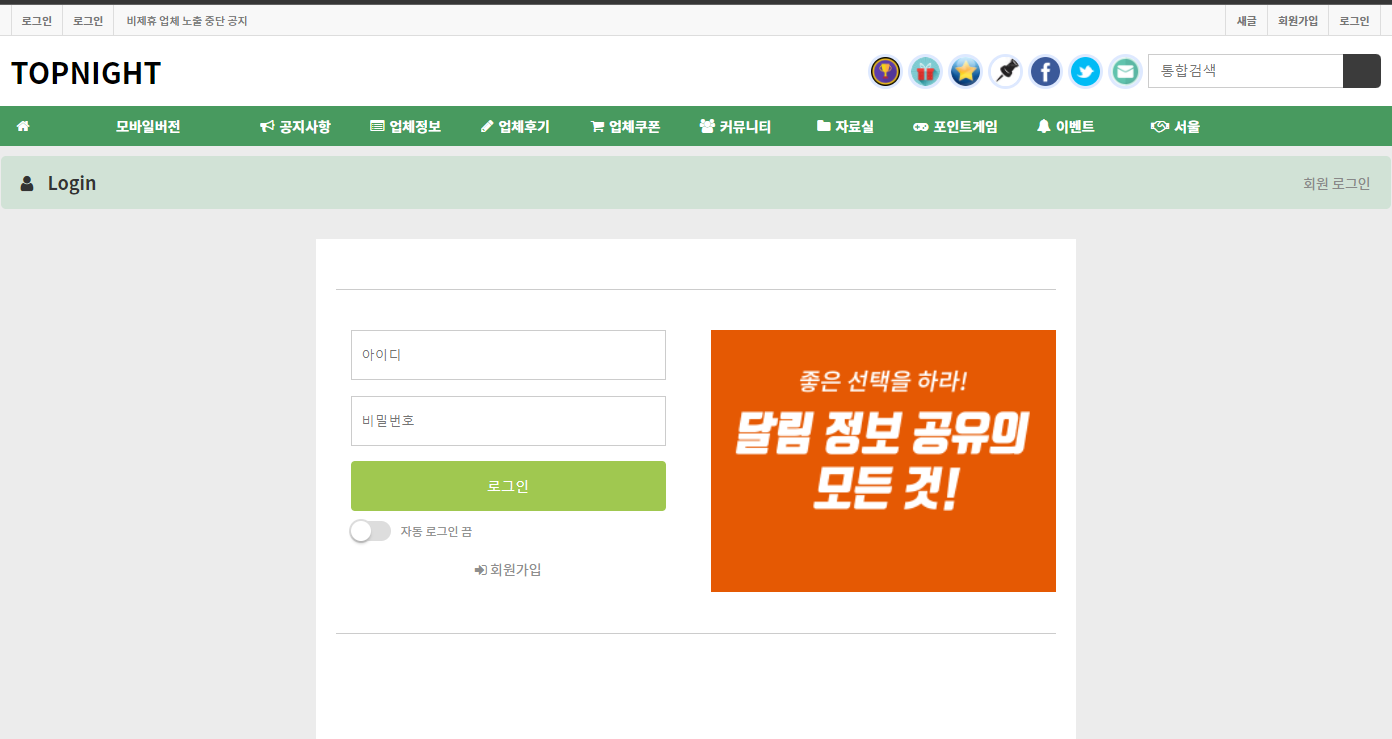 로그인 로그인 비제휴 업체 노출 중단 공지 새글 회원가입 로그인
TOPNIGHT 통합검색
모바일버전 공지사항 업체정보 업체후기 업체쿠폰 커뮤니티 자료실 포인트게임 이벤트 서울
Login 회원 로그인
아이디
비밀번호
로그인
자동 로그인 끔
회원가입
좋은 선택을 하라!
달림 정보 공유의
모든 것!